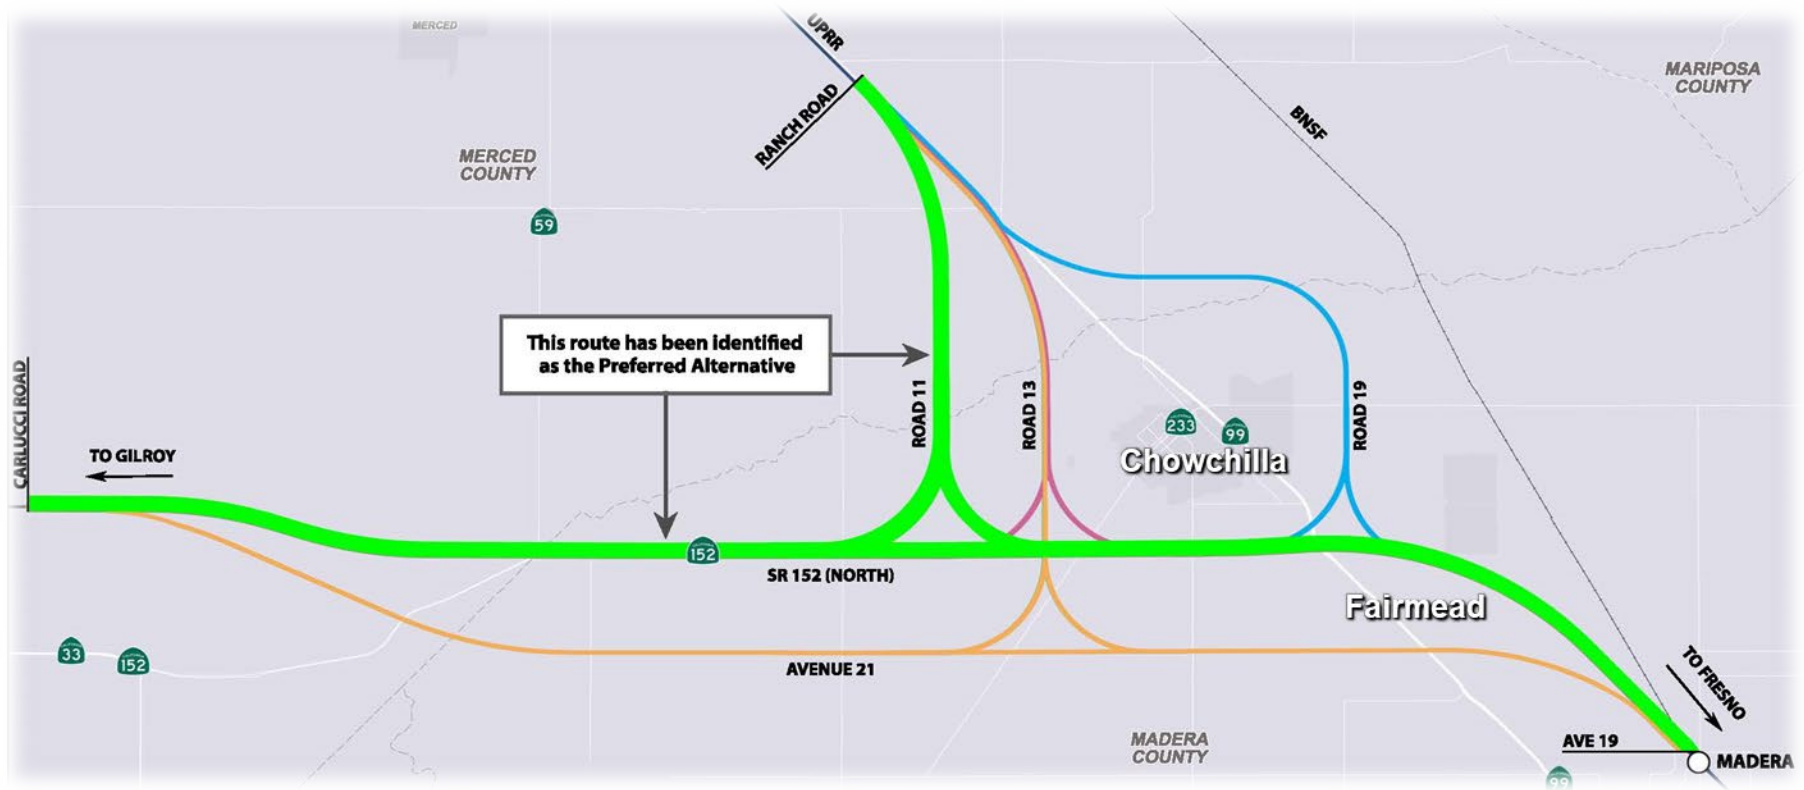 MERCED
UPRR
MARIPOSA
COUNTY
RANCH ROAD
BNSF
MERCED
COUNTY
59
This route has been identified
as the Preferred Alternative
CARLUCCI ROAD
ROAD 11
ROAD 13
ROAD 19
233
99
TO GILROY
Chowchilla
152
SR 152 (NORTH)
Fairmead
33
152
AVENUE 21
TO FRESNO
MADERA
COUNTY
AVE 19
MADERA
99